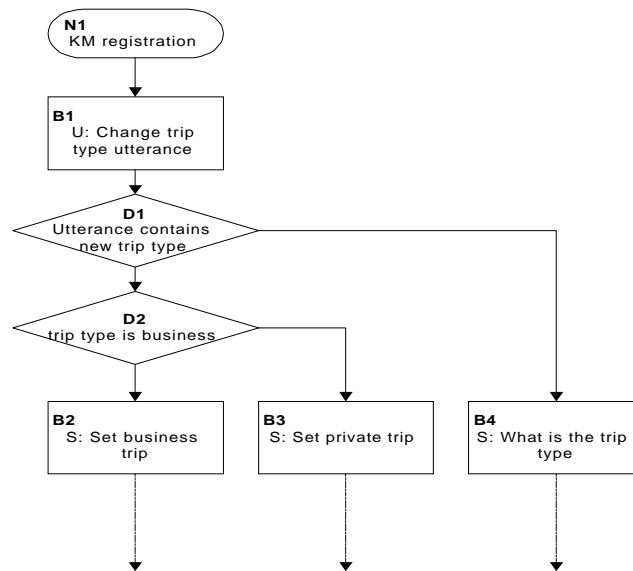 N1
KM registration
B1
U: Change trip
type utterance
D1
Utterance contains
new trip type
D2
trip type is business
B2
S: Set business
trip
B3
S: Set private trip
B4
S: What is the trip
type